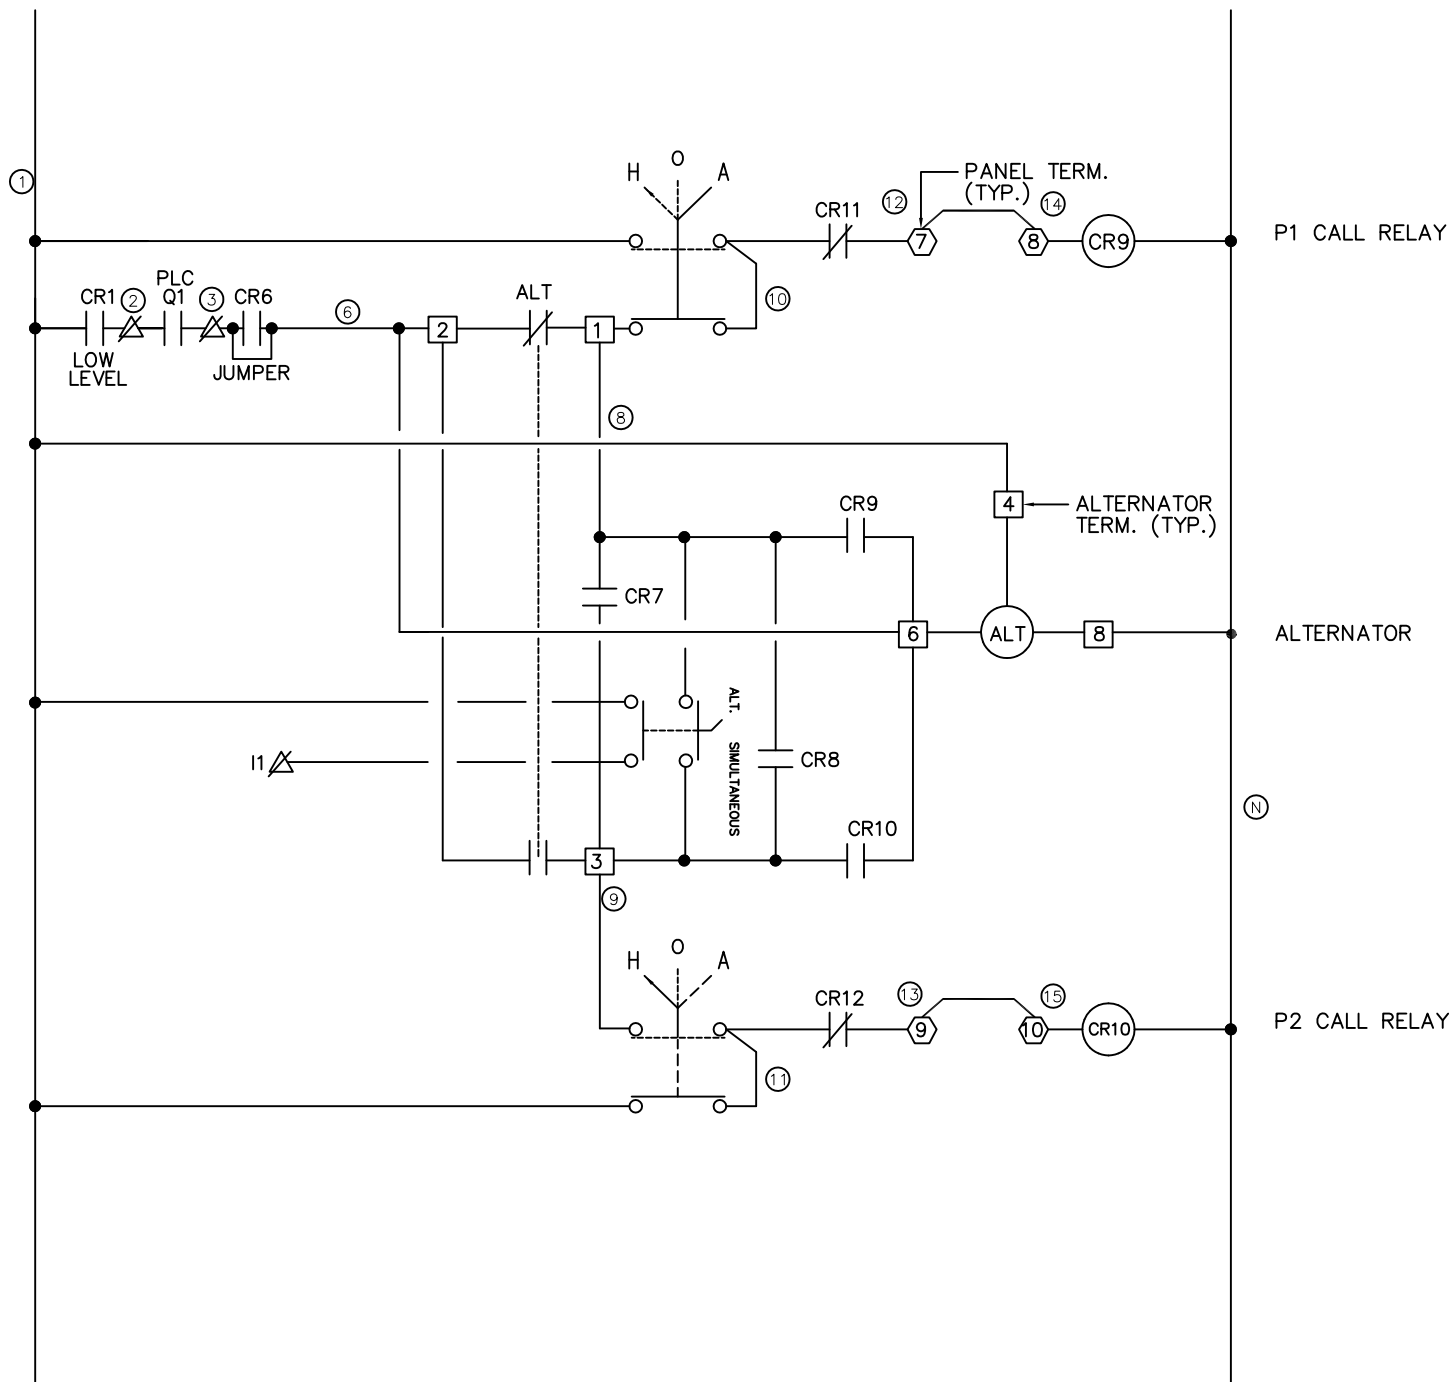 O
H A
1
PANEL TERM.
(TYP.)
CR11
12
14
7
8
CR9
P1 CALL RELAY
PLC
CR1
2
Q1
3
CR6
6
ALT
10
2
1
LOW
LEVEL
JUMPER
8
CR9
4
ALTERNATOR
TERM. (TYP.)
CR7
6
ALT
8
ALTERNATOR
ALT.
SIMULTANEOUS
I1
CR8
N
CR10
3
9
O
H A
CR12
13
15
9
10
CR10
P2 CALL RELAY
11